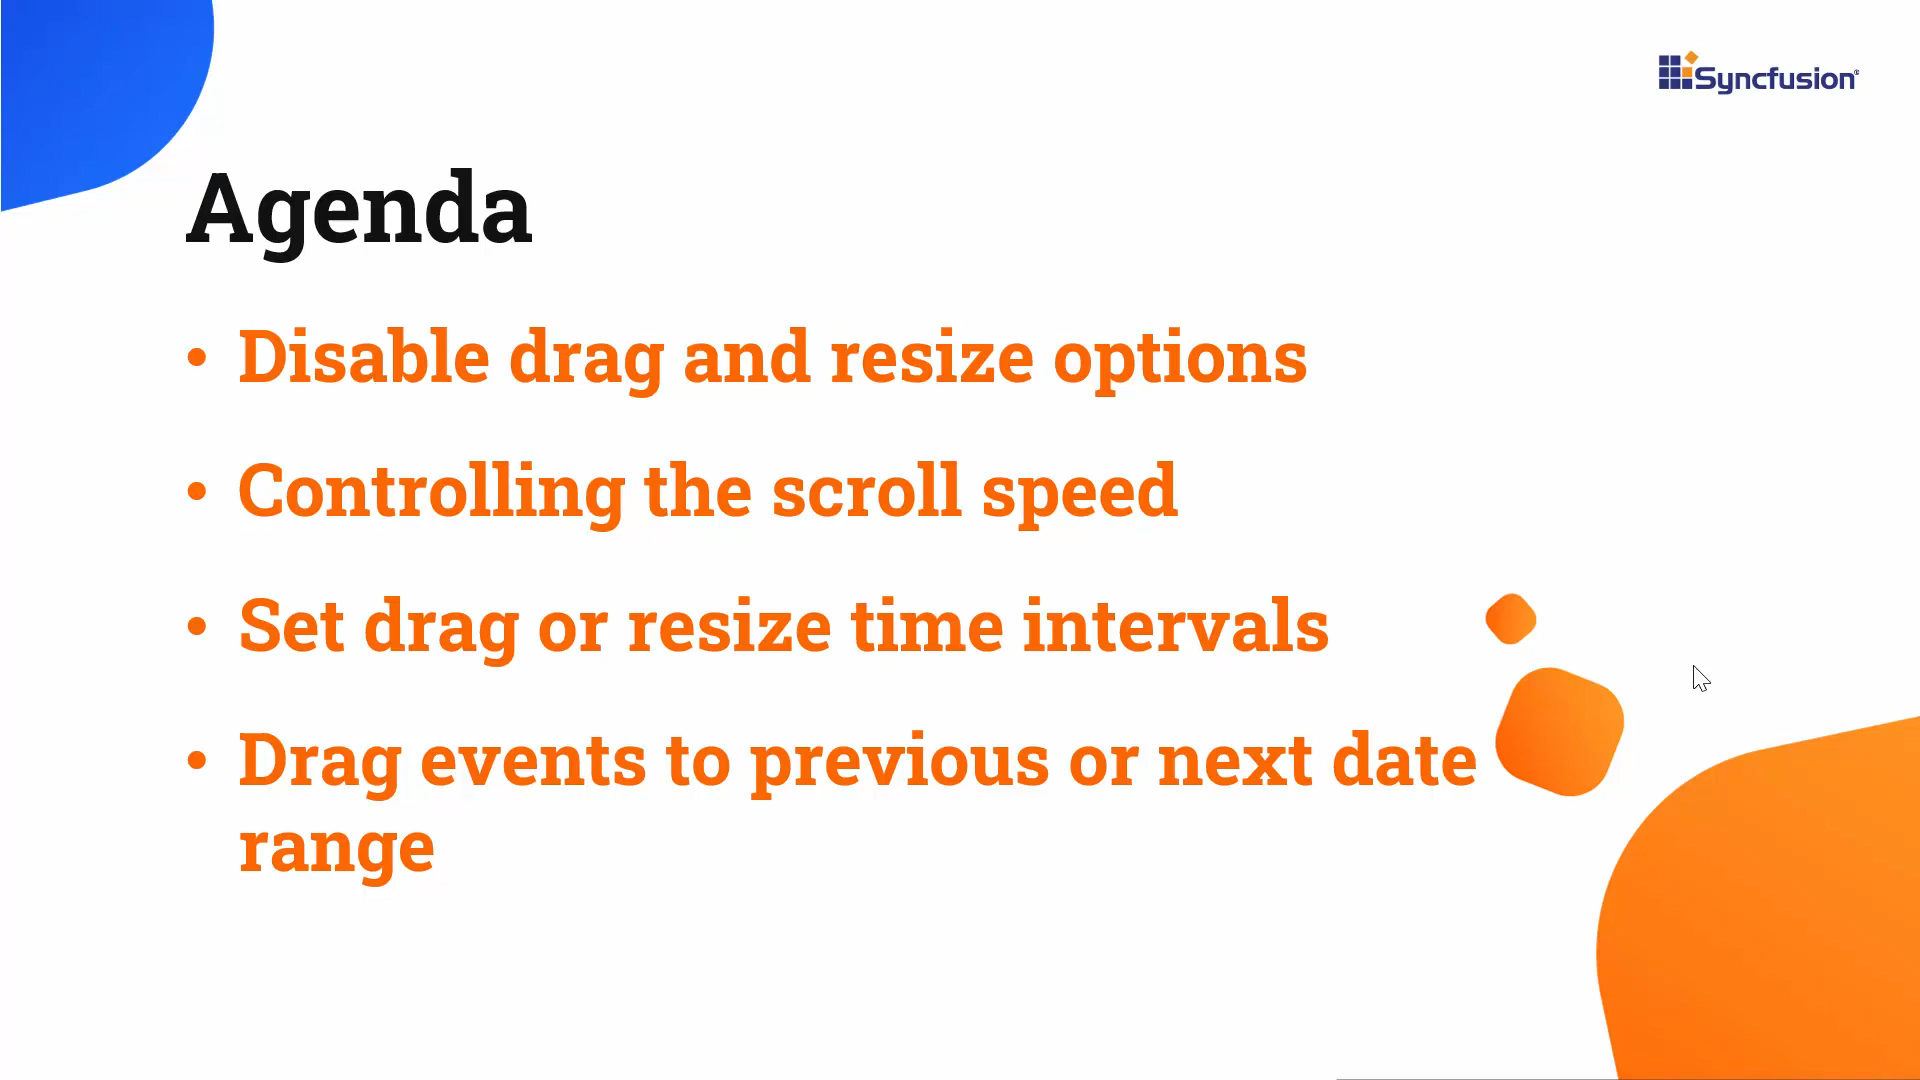 Syncfusion®
Agenda
• Disable drag and resize options
• Controlling the scroll speed
• Set drag or resize time intervals
• Drag events to previous or next date
range